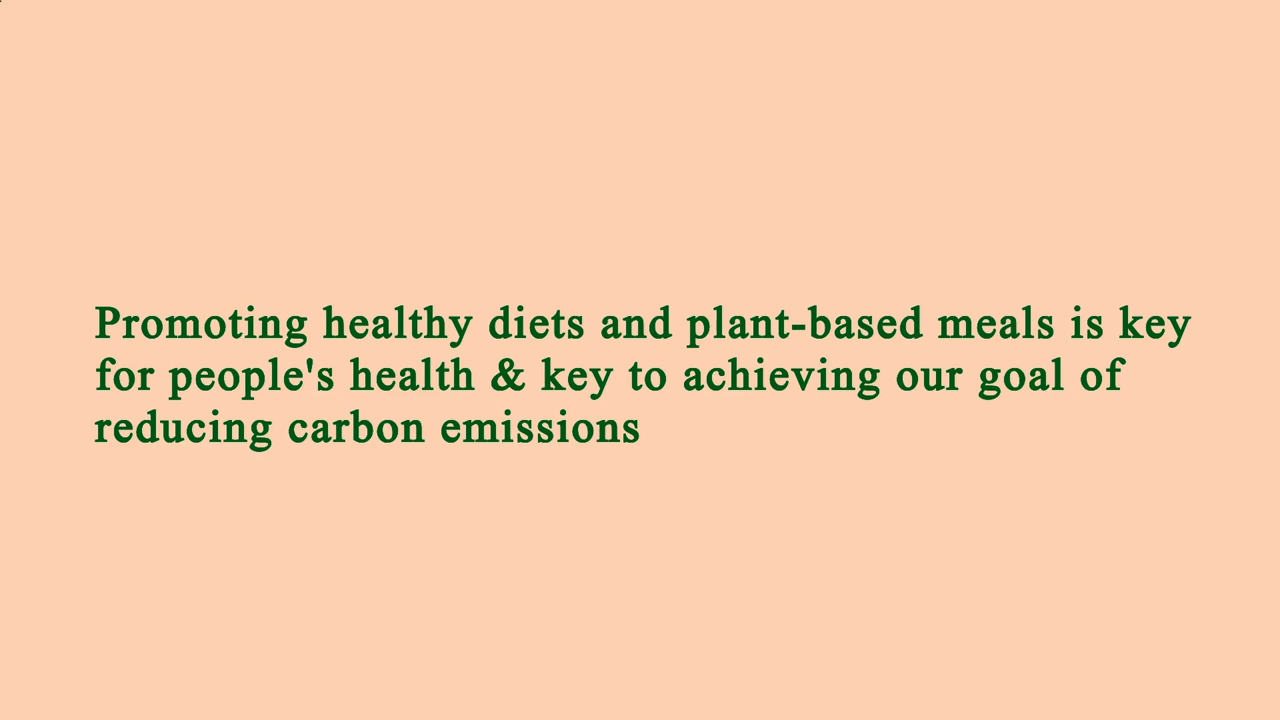 Promoting healthy diets and plant-based meals is key
for people's health & key to achieving our goal of
reducing carbon emissions